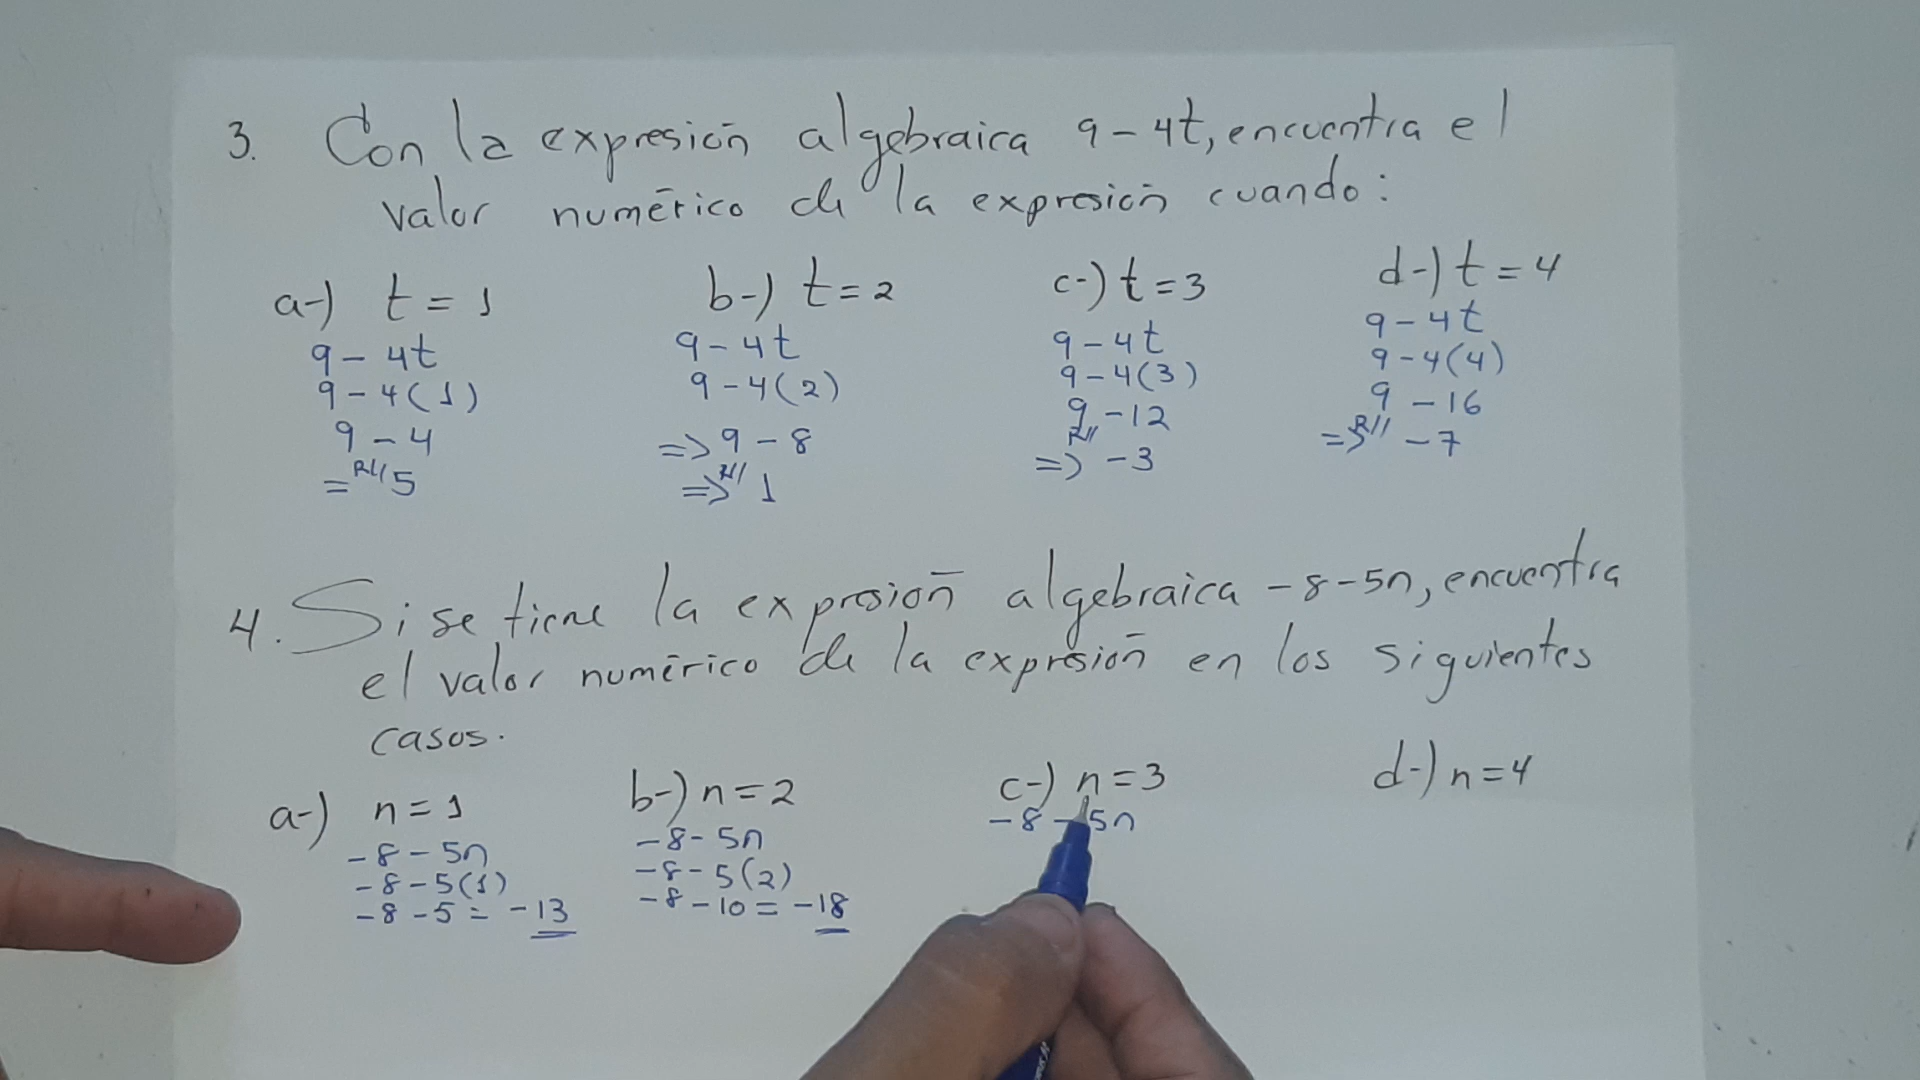 3. Con la expresión algebraica 9-4t, encuentra el
valor numérico de la expresión cuando:
a-) t = 1
9 - 4t
9 - 4(1)
9 - 4
= R// 5
b-) t = 2
9 - 4t
9 - 4(2)
=> 9 - 8
=> R// 1
c-) t = 3
9 - 4t
9 - 4(3)
9 - 12
R//
=> -3
d-) t = 4
9 - 4t
9 - 4(4)
9 - 16
=> R// -7
4. Si se tiene la expresión algebraica -8-5n, encuentra
el valor numérico de la expresión en los siguientes
casos.
a-) n = 1
-8 - 5n
-8 - 5(1)
-8 - 5 = -13
b-) n = 2
-8 - 5n
-8 - 5(2)
-8 - 10 = -18
c-) n = 3
-8 - 5n
d-) n = 4